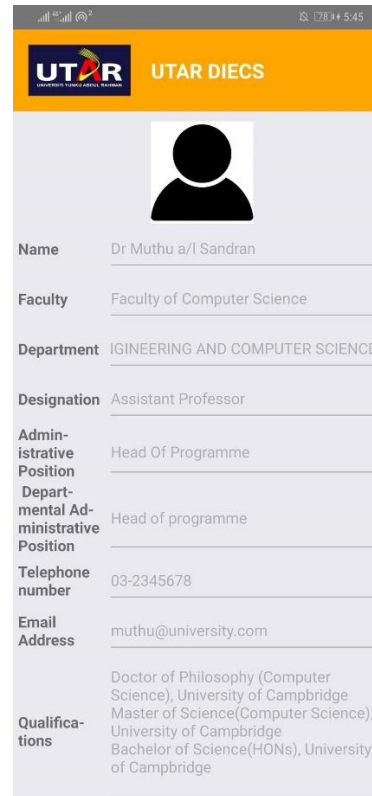 78 5:45
UTAR
UNIVERSITI TUNKU ABDUL RAHMAN
UTAR DIECS
Name Dr Muthu a/l Sandran
Faculty Faculty of Computer Science
Department IGINEERING AND COMPUTER SCIENCE
Designation Assistant Professor
Admin-
istrative
Position
Head Of Programme
Depart-
mental Ad-
ministrative
Position
Head of programme
Telephone
number
03-2345678
Email
Address
muthu@university.com
Qualifica-
tions
Doctor of Philosophy (Computer
Science), University of Campbridge
Master of Science(Computer Science),
University of Campbridge
Bachelor of Science(HONs), University
of Campbridge